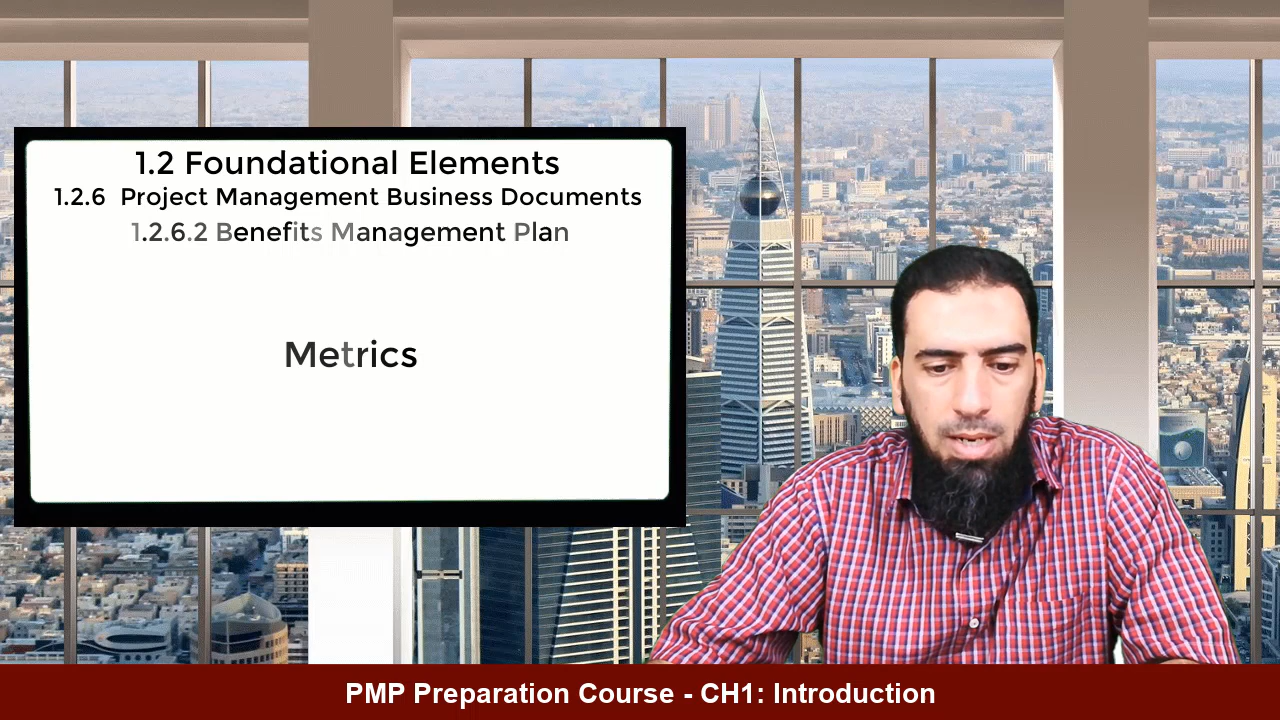 1.2 Foundational Elements
1.2.6 Project Management Business Documents
1.2.6.2 Benefits Management Plan
Metrics
PMP Preparation Course - CH1: Introduction